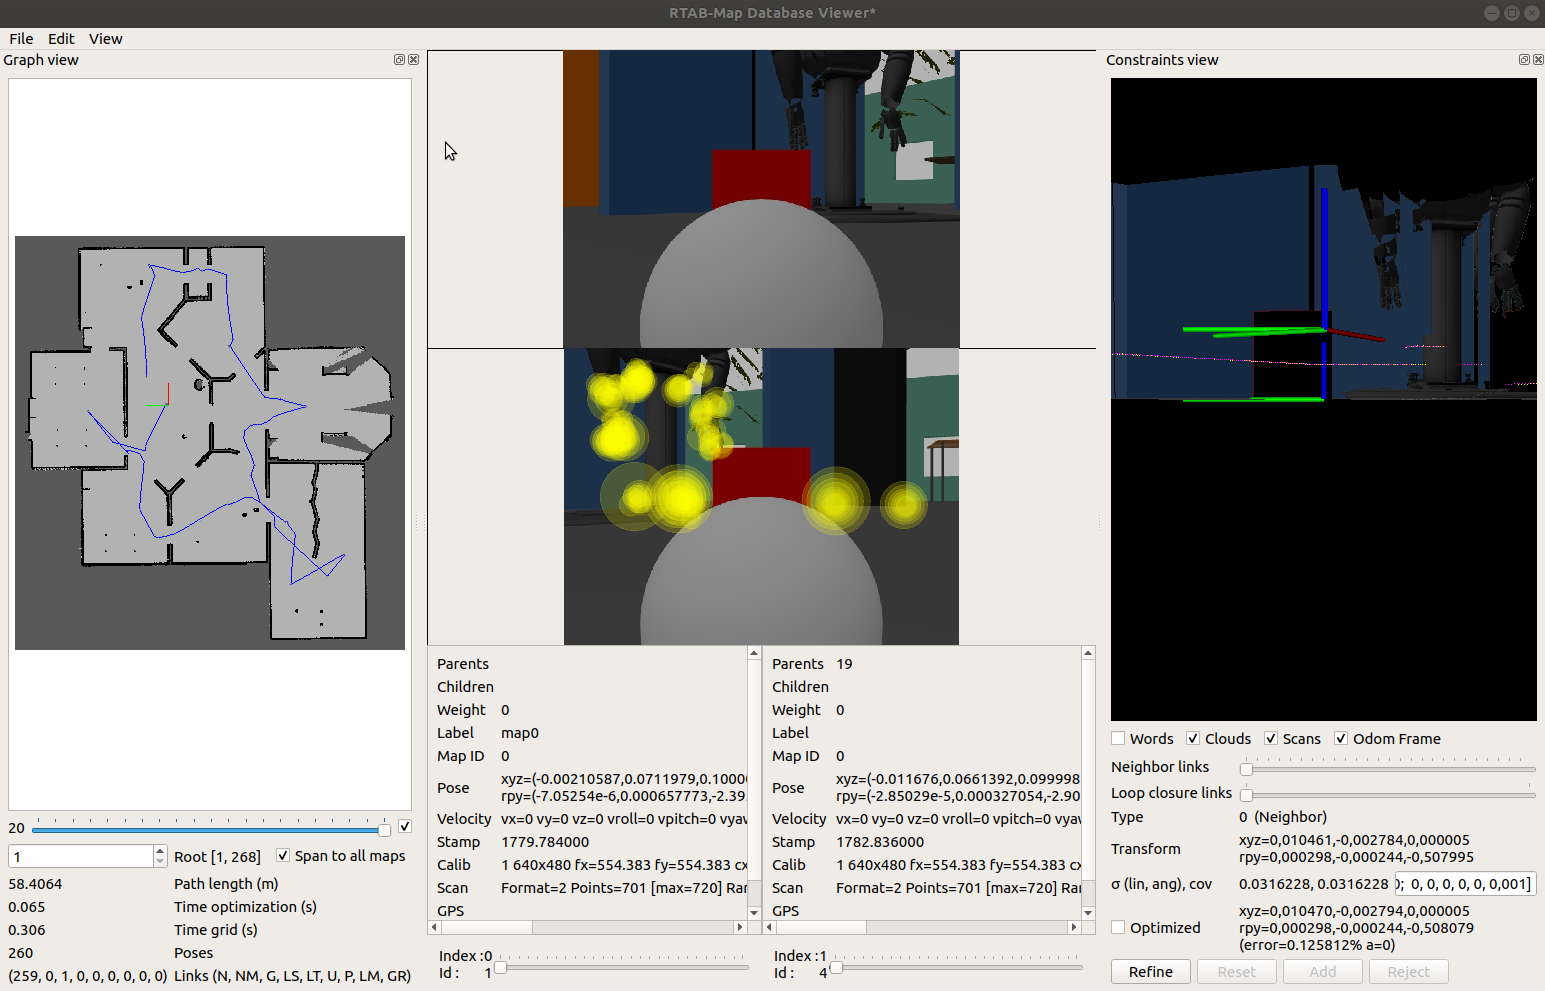 RTAB-Map Database Viewer*
File Edit View
Graph view
20
1
Root [1, 268]
Span to all maps
58.4064 Path length (m)
0.065 Time optimization (s)
0.306 Time grid (s)
260 Poses
(259, 0, 1, 0, 0, 0, 0, 0, 0) Links (N, NM, G, LS, LT, U, P, LM, GR)
Parents
Children
Weight 0
Label map0
Map ID 0
Pose xyz=(-0.00210587,0.0711979,0.1000
rpy=(-7.05254e-6,0.000657773,-2.39
Velocity vx=0 vy=0 vz=0 vroll=0 vpitch=0 vya
Stamp 1779.784000
Calib 1 640x480 fx=554.383 fy=554.383 c
Scan Format=2 Points=701 [max=720] Ra
GPS
Index :0
Id : 1
Parents 19
Children
Weight 0
Label
Map ID 0
Pose xyz=(-0.011676,0.0661392,0.099998
rpy=(-2.85029e-5,0.000327054,-2.90
Velocity vx=0 vy=0 vz=0 vroll=0 vpitch=0 vya
Stamp 1782.836000
Calib 1 640x480 fx=554.383 fy=554.383 c
Scan Format=2 Points=701 [max=720] Ra
GPS
Index :1
Id : 4
Constraints view
Words Clouds Scans Odom Frame
Neighbor links
Loop closure links
Type 0 (Neighbor)
Transform xyz=0,010461,-0,002784,0,000005
rpy=0,000298,-0,000244,-0,507995
σ (lin, ang), cov 0.0316228, 0.0316228 ); 0, 0, 0, 0, 0, 0,001]
Optimized xyz=0,010470,-0,002794,0,000005
rpy=0,000298,-0,000244,-0,508079
(error=0.125812% a=0)
Refine Reset Add Reject